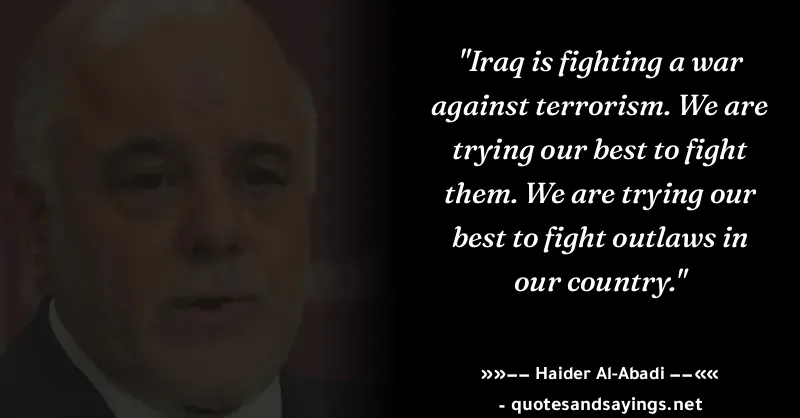 "Iraq is fighting a war
against terrorism. We are
trying our best to fight
them. We are trying our
best to fight outlaws in
our country."
»»–– Haider Al-Abadi ––««
- quotesandsayings.net